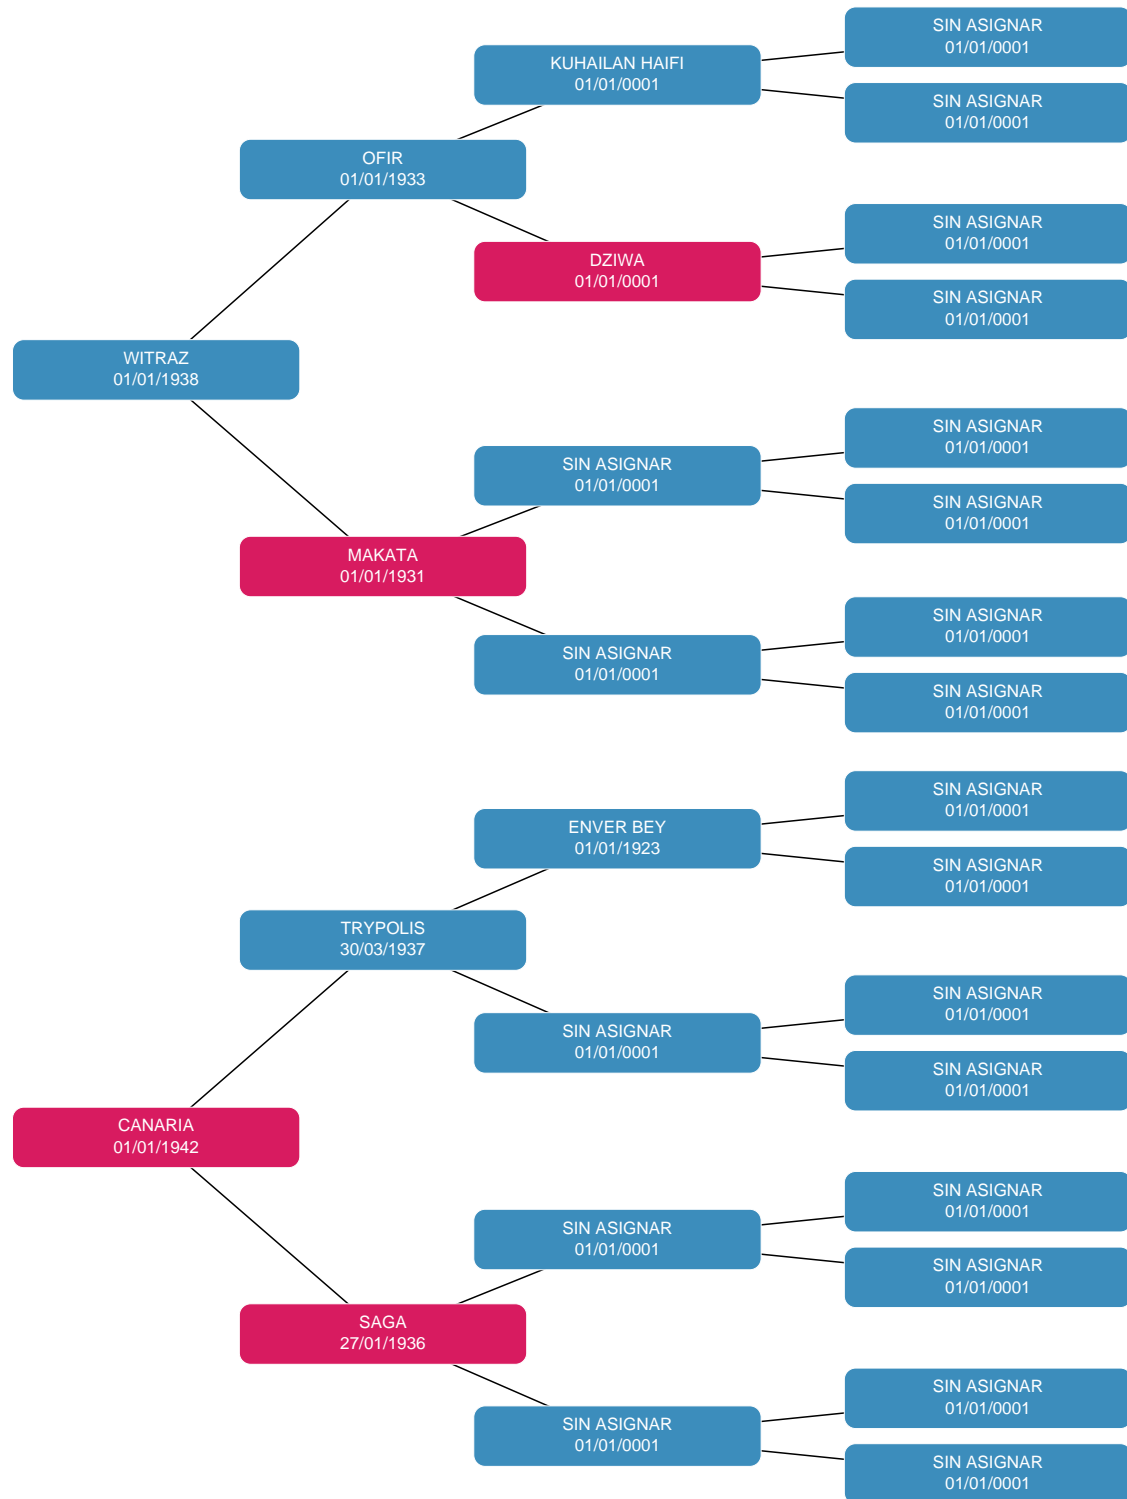 SIN ASIGNAR
01/01/0001
KUHAILAN HAIFI
01/01/0001
SIN ASIGNAR
01/01/0001
OFIR
01/01/1933
SIN ASIGNAR
01/01/0001
DZIWA
01/01/0001
SIN ASIGNAR
01/01/0001
WITRAZ
01/01/1938
SIN ASIGNAR
01/01/0001
SIN ASIGNAR
01/01/0001
SIN ASIGNAR
01/01/0001
MAKATA
01/01/1931
SIN ASIGNAR
01/01/0001
SIN ASIGNAR
01/01/0001
SIN ASIGNAR
01/01/0001
SIN ASIGNAR
01/01/0001
ENVER BEY
01/01/1923
SIN ASIGNAR
01/01/0001
TRYPOLIS
30/03/1937
SIN ASIGNAR
01/01/0001
SIN ASIGNAR
01/01/0001
SIN ASIGNAR
01/01/0001
CANARIA
01/01/1942
SIN ASIGNAR
01/01/0001
SIN ASIGNAR
01/01/0001
SIN ASIGNAR
01/01/0001
SAGA
27/01/1936
SIN ASIGNAR
01/01/0001
SIN ASIGNAR
01/01/0001
SIN ASIGNAR
01/01/0001